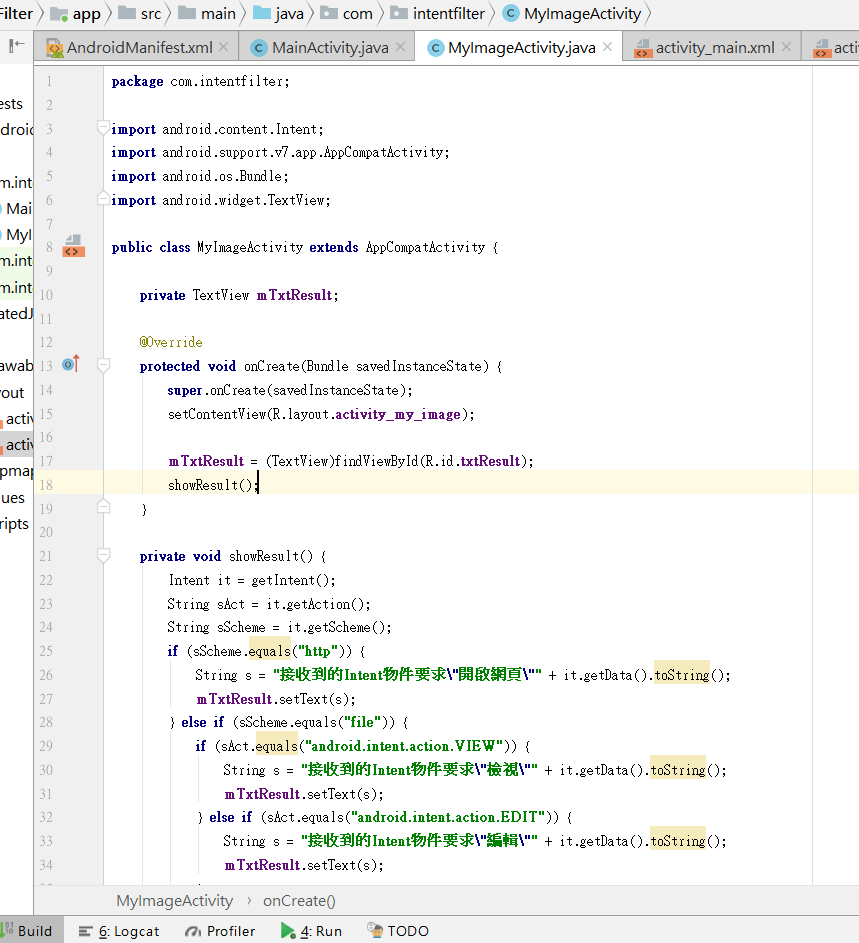 Filter app src main java com intentfilter MyImageActivity
AndroidManifest.xml MainActivity.java MyImageActivity.java activity_main.xml acti
1 package com.intentfilter;
2
3 import android.content.Intent;
4 import android.support.v7.app.AppCompatActivity;
5 import android.os.Bundle;
6 import android.widget.TextView;
7
8 public class MyImageActivity extends AppCompatActivity {
9
10 private TextView mTxtResult;
11
12 @Override
13 protected void onCreate(Bundle savedInstanceState) {
14 super.onCreate(savedInstanceState);
15 setContentView(R.layout.activity_my_image);
16
17 mTxtResult = (TextView)findViewById(R.id.txtResult);
18 showResult();
19 }
20
21 private void showResult() {
22 Intent it = getIntent();
23 String sAct = it.getAction();
24 String sScheme = it.getScheme();
25 if (sScheme.equals("http")) {
26 String s = "接收到的Intent物件要求\"開啟網頁\"" + it.getData().toString();
27 mTxtResult.setText(s);
28 } else if (sScheme.equals("file")) {
29 if (sAct.equals("android.intent.action.VIEW")) {
30 String s = "接收到的Intent物件要求\"檢視\"" + it.getData().toString();
31 mTxtResult.setText(s);
32 } else if (sAct.equals("android.intent.action.EDIT")) {
33 String s = "接收到的Intent物件要求\"編輯\"" + it.getData().toString();
34 mTxtResult.setText(s);
ests
droid
m.int
Mai
MyI
m.int
m.int
atedJ
awab
out
activ
activ
pmap
ues
ripts
MyImageActivity onCreate()
Build 6: Logcat Profiler 4: Run TODO